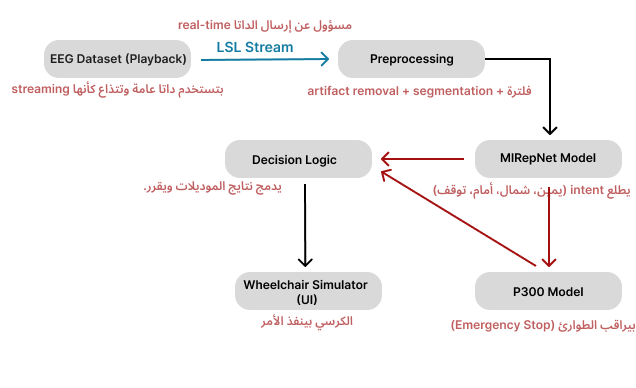 مسؤول عن إرسال الداتا real-time
EEG Dataset (Playback)
LSL Stream
Preprocessing
بتستخدم داتا عامة وتتذاع كأنها streaming
فلترة + artifact removal + segmentation
Decision Logic
MIRepNet Model
يدمج نتايج الموديلات ويقرر.
يطلع intent (يمين، شمال، أمام، توقف)
Wheelchair Simulator
(UI)
P300 Model
الكرسي بينفذ الأمر
بيراقب الطوارئ (Emergency Stop)